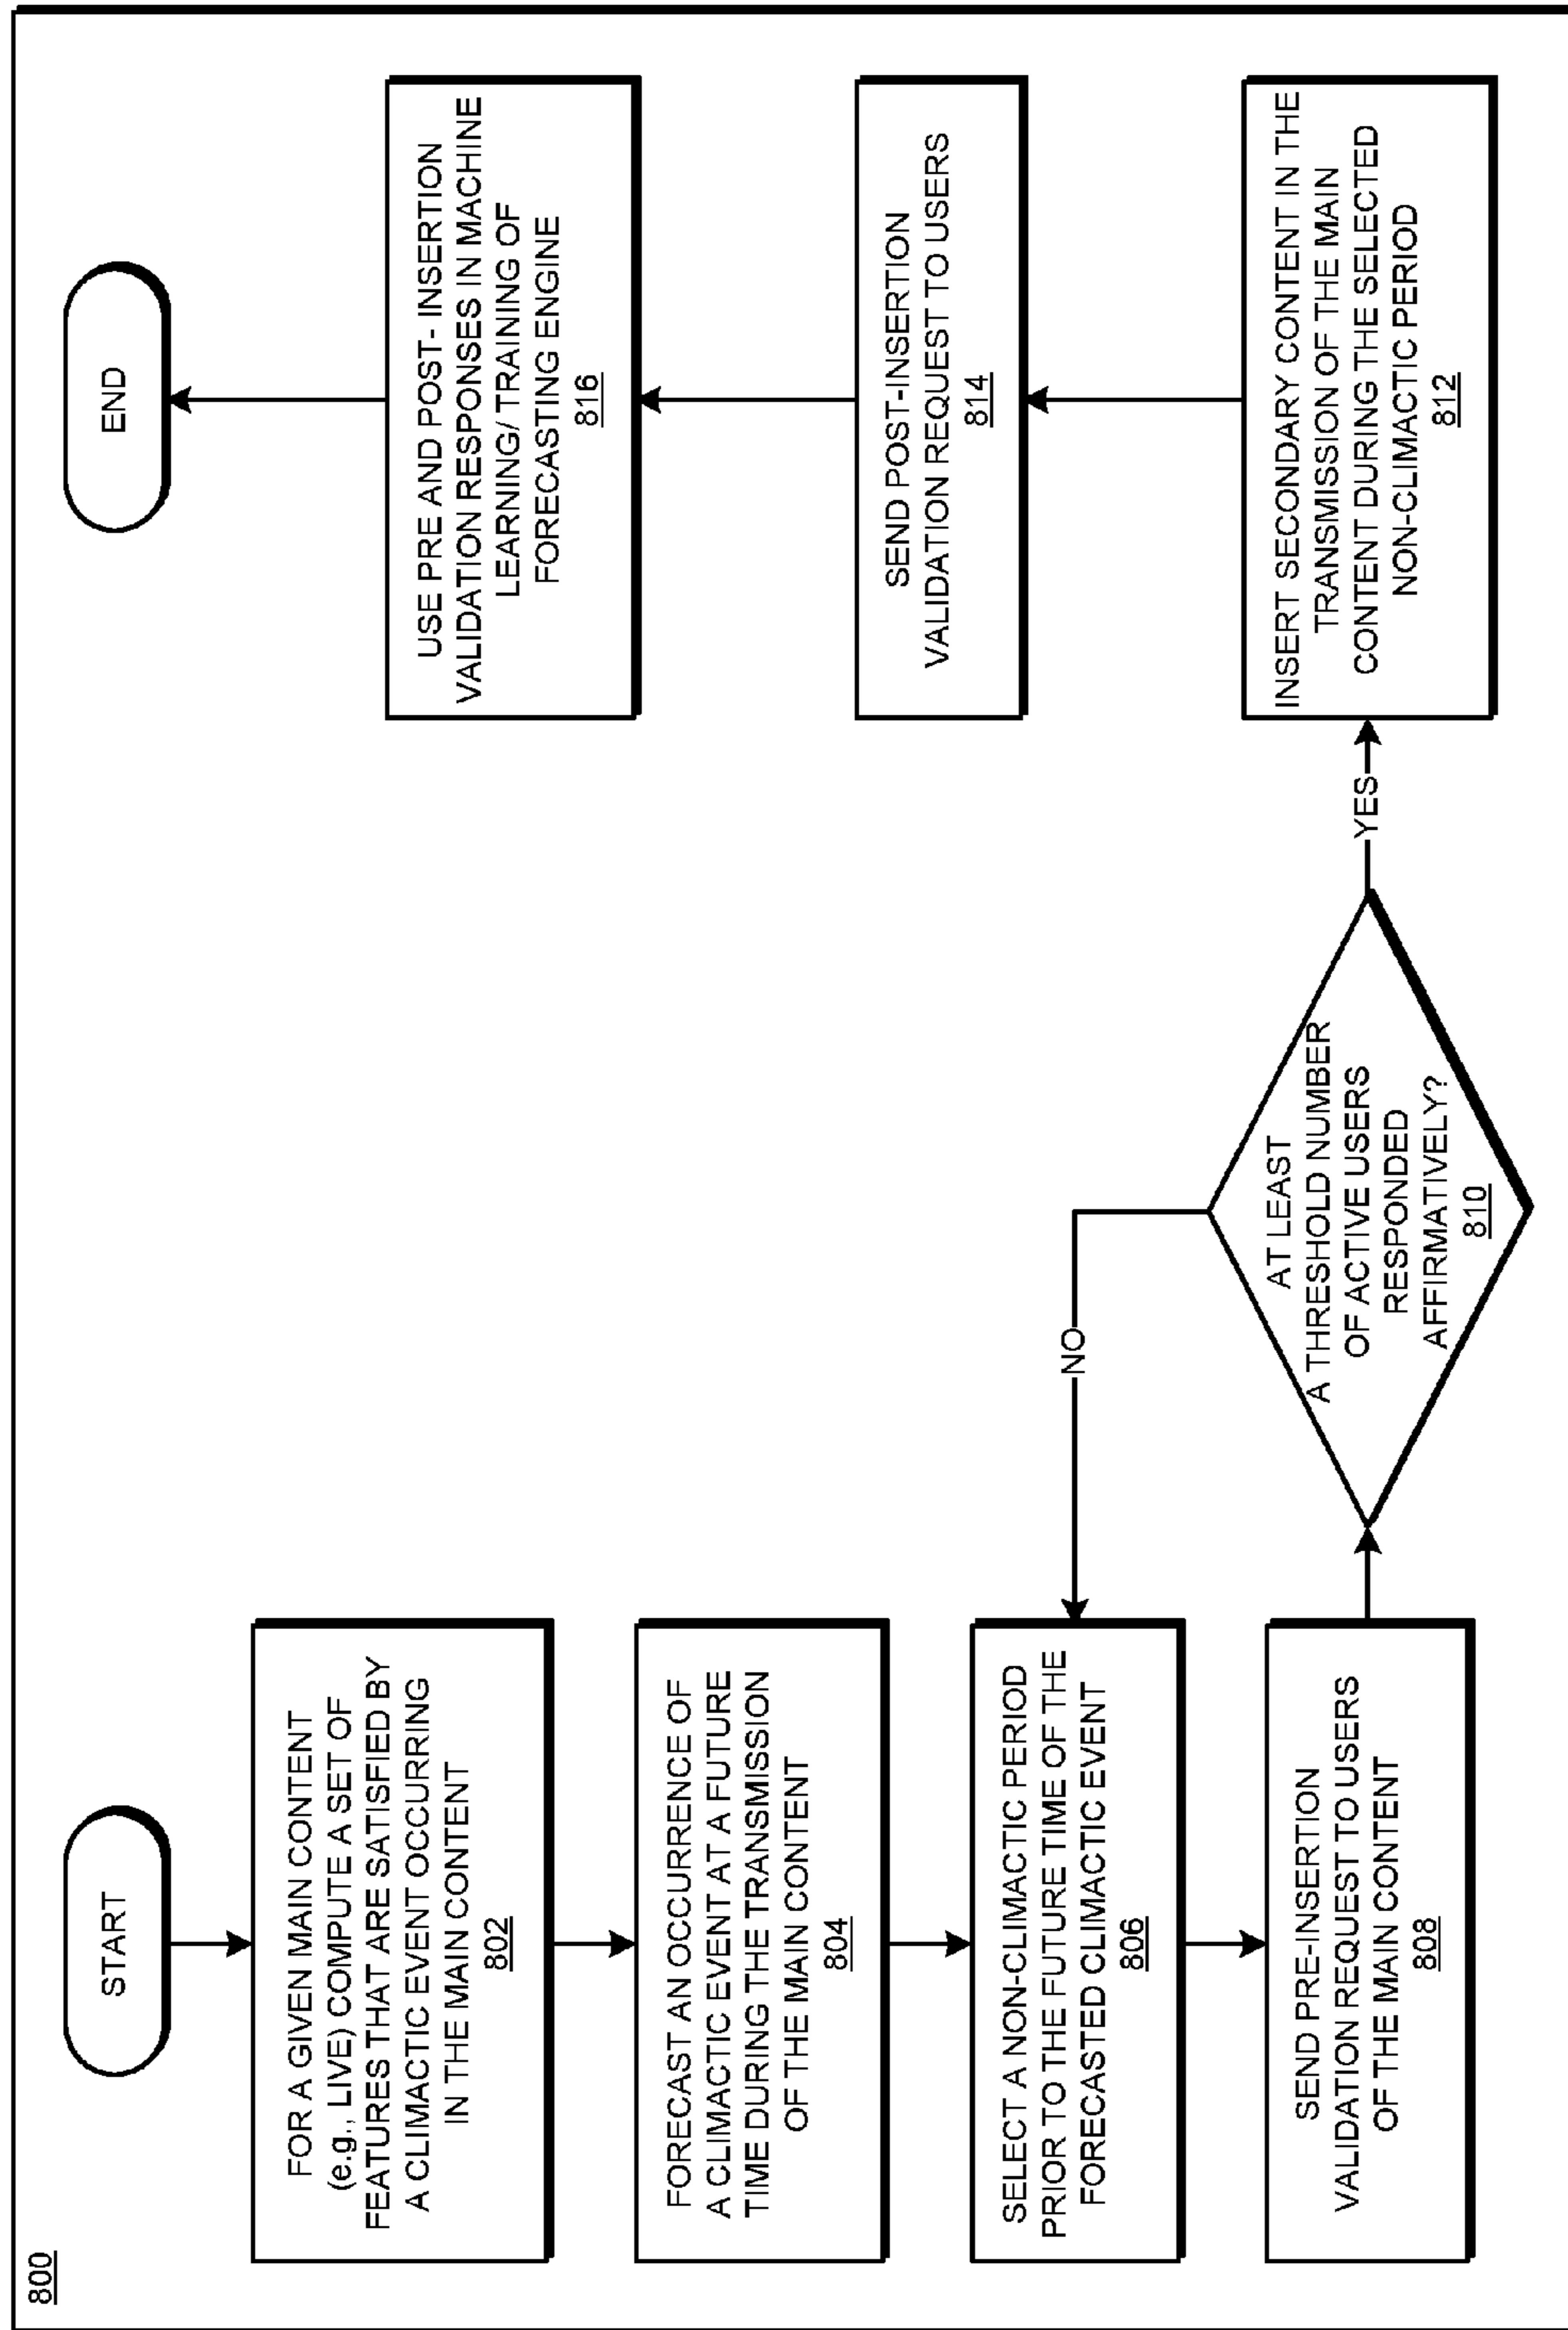 800
START
FOR A GIVEN MAIN CONTENT
(e.g., LIVE) COMPUTE A SET OF
FEATURES THAT ARE SATISFIED BY
A CLIMACTIC EVENT OCCURRING
IN THE MAIN CONTENT
802
FORECAST AN OCCURRENCE OF
A CLIMACTIC EVENT AT A FUTURE
TIME DURING THE TRANSMISSION
OF THE MAIN CONTENT
804
SELECT A NON-CLIMACTIC PERIOD
PRIOR TO THE FUTURE TIME OF THE
FORECASTED CLIMACTIC EVENT
806
SEND PRE-INSERTION
VALIDATION REQUEST TO USERS
OF THE MAIN CONTENT
808
AT LEAST
A THRESHOLD NUMBER
OF ACTIVE USERS
RESPONDED
AFFIRMATIVELY?
810
NO
YES
INSERT SECONDARY CONTENT IN THE
TRANSMISSION OF THE MAIN
CONTENT DURING THE SELECTED
NON-CLIMACTIC PERIOD
812
SEND POST-INSERTION
VALIDATION REQUEST TO USERS
814
USE PRE AND POST- INSERTION
VALIDATION RESPONSES IN MACHINE
LEARNING/ TRAINING OF
FORECASTING ENGINE
816
END